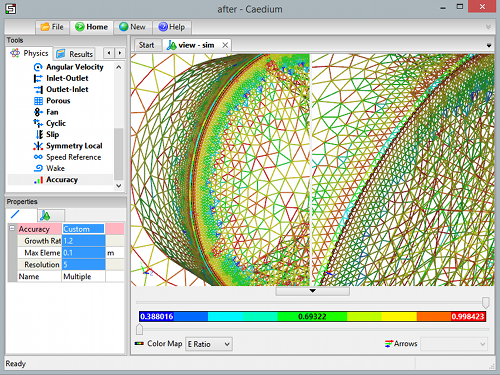 after - Caedium
File
Home
New
Help
Tools
Physics
Results
Angular Velocity
Inlet-Outlet
Outlet-Inlet
Porous
Fan
Cyclic
Slip
Symmetry Local
Speed Reference
Wake
Accuracy
Properties
Accuracy Custom
Growth Rat 1.2
Max Eleme 0.1 m
Resolution 5
Name Multiple
Start
view - sim
0.388016 0.69322 0.998423
Color Map E Ratio
Arrows
Ready